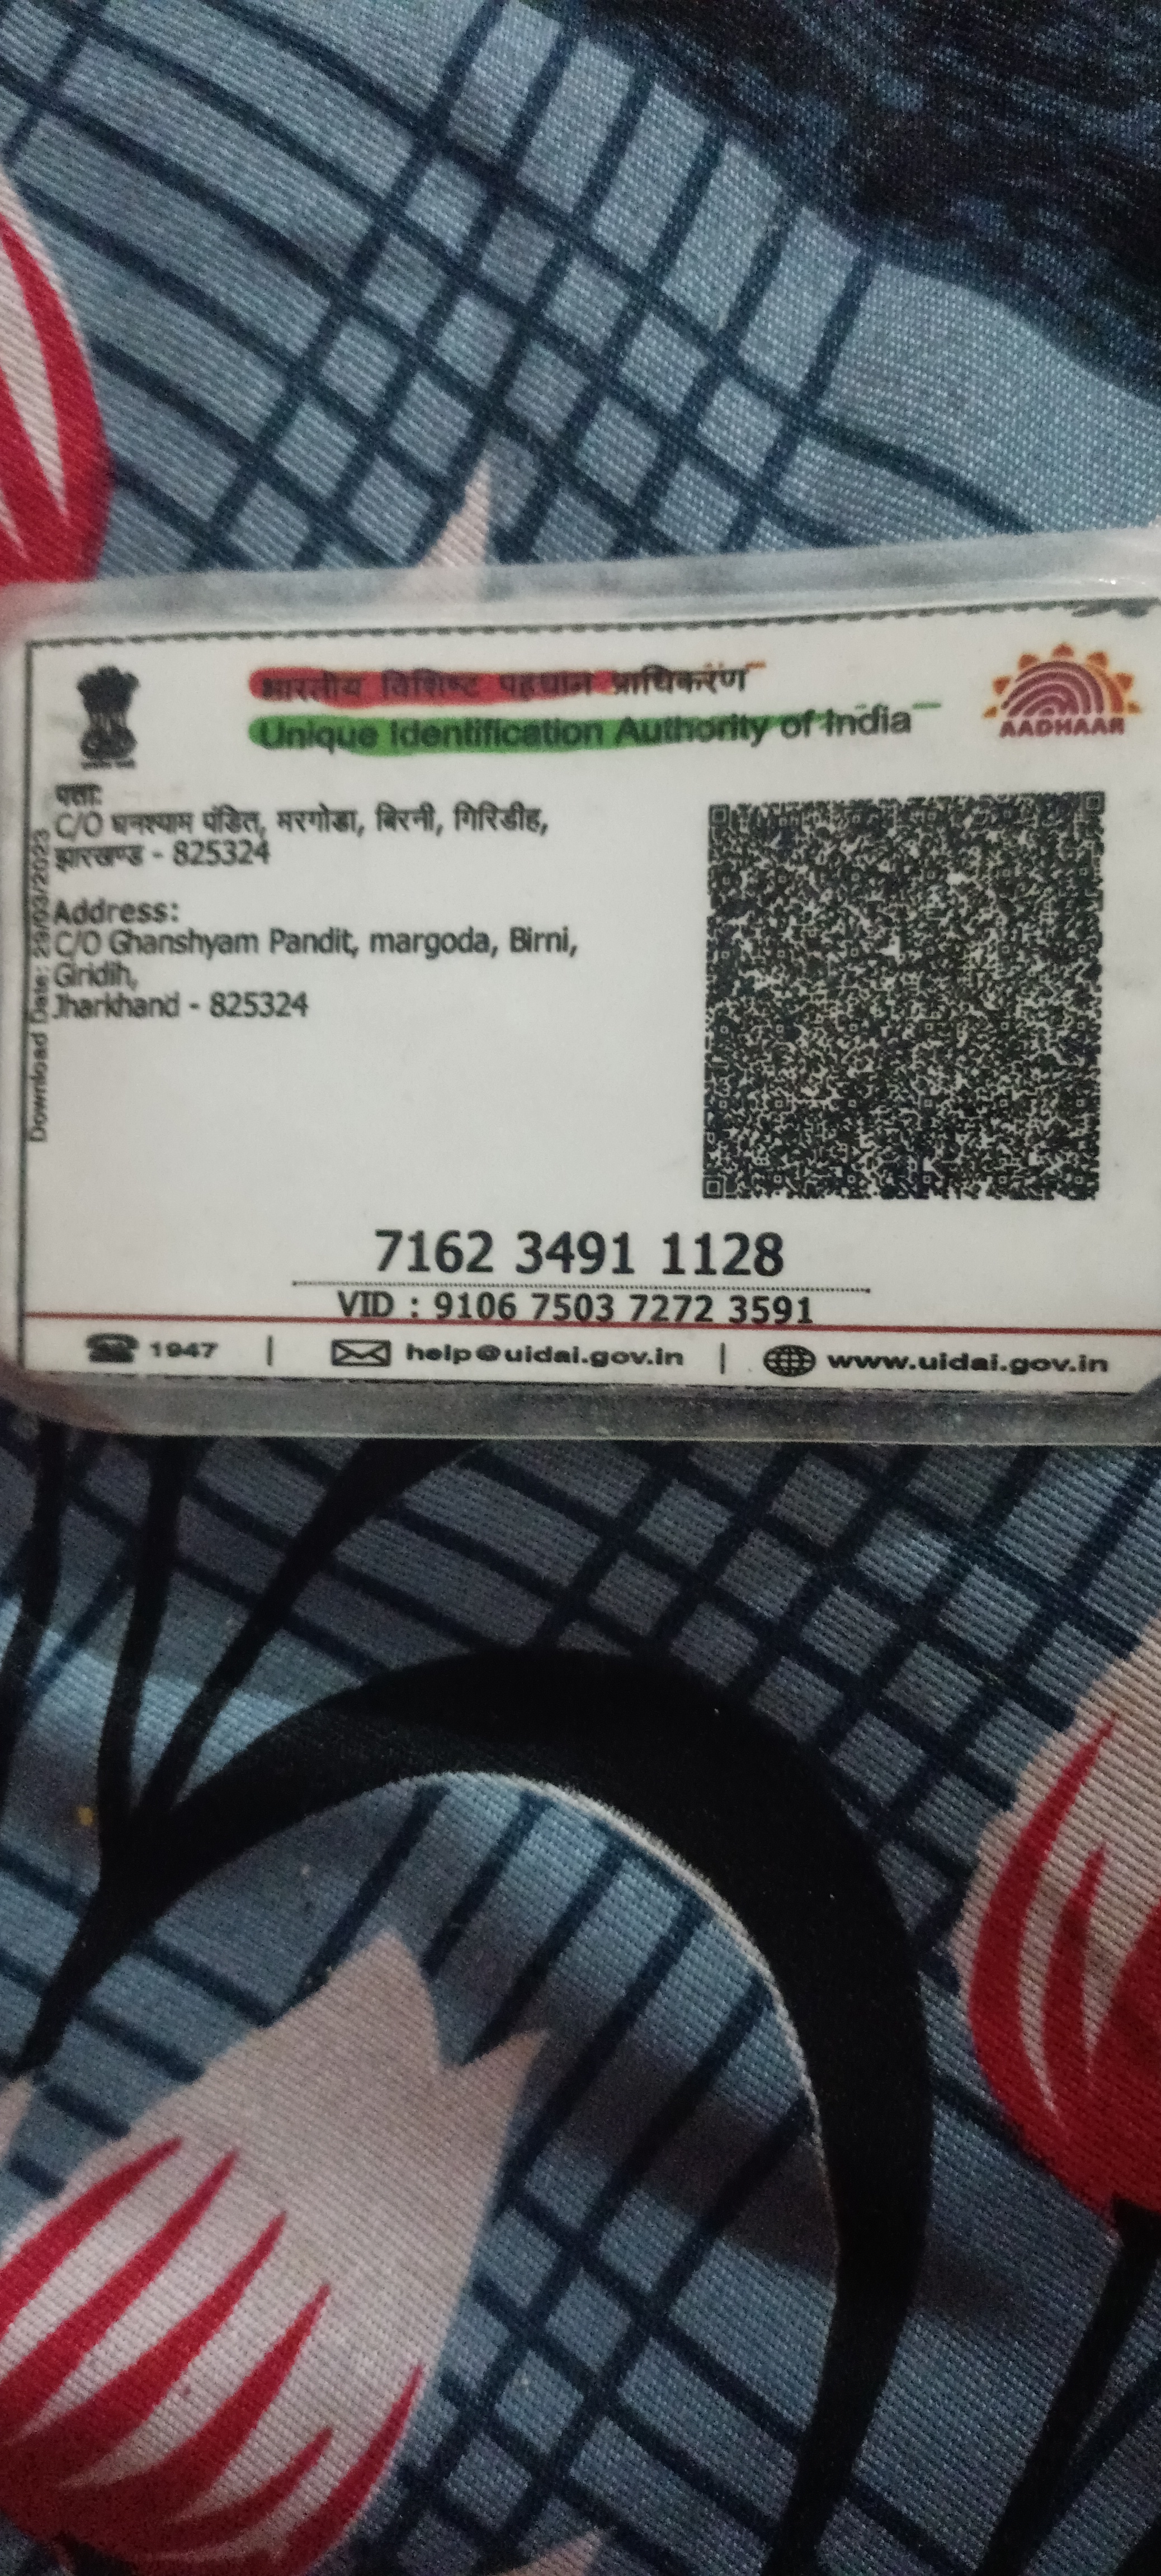 भारतीय विशिष्ट पहचान प्राधिकरण
Unique Identification Authority of India
AADHAAR
पता:
C/O घनश्याम पंडित, मरगोडा, बिरनी, गिरिडीह,
झारखण्ड - 825324
Address:
C/O Ghanshyam Pandit, margoda, Birni,
Giridih,
Jharkhand - 825324
Download Date: /03/2023
7162 3491 1128
VID : 9106 7503 7272 3591
1947 | help@uidai.gov.in | www.uidai.gov.in